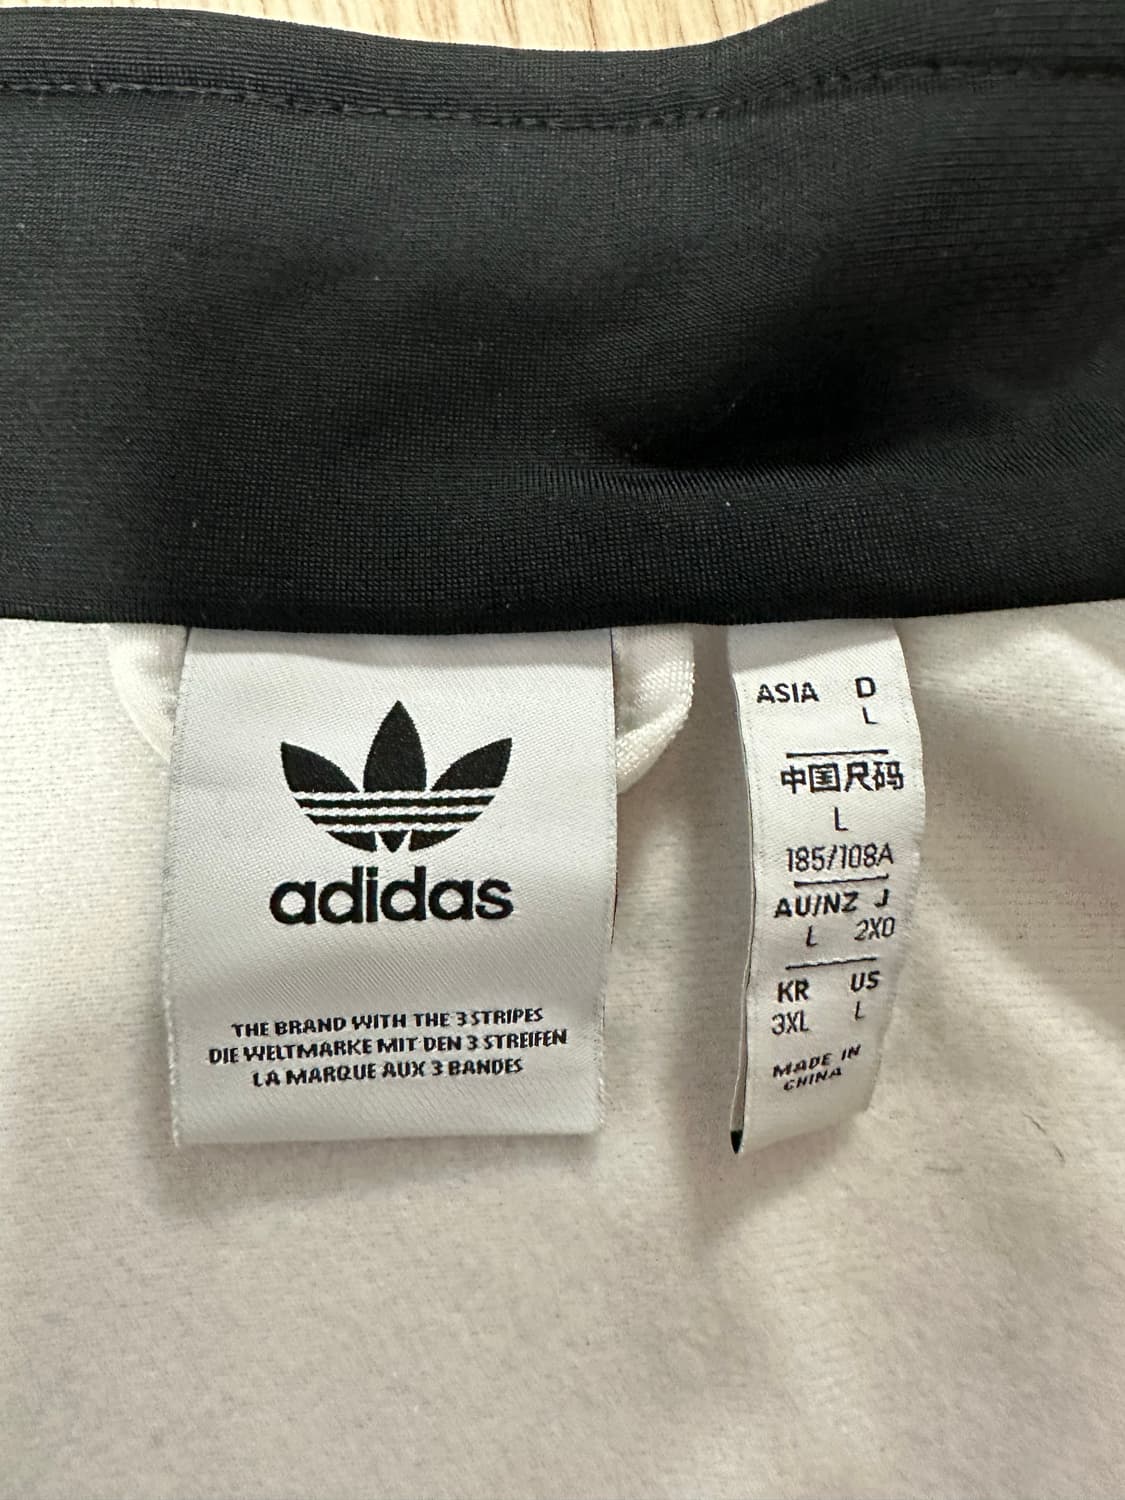 adidas
THE BRAND WITH THE 3 STRIPES
DIE WELTMARKE MIT DEN 3 STREIFEN
LA MARQUE AUX 3 BANDES
ASIA D
L
中国尺码
L
185/108A
AU/NZ J
L 2XO
KR US
3XL L
MADE IN
CHINA